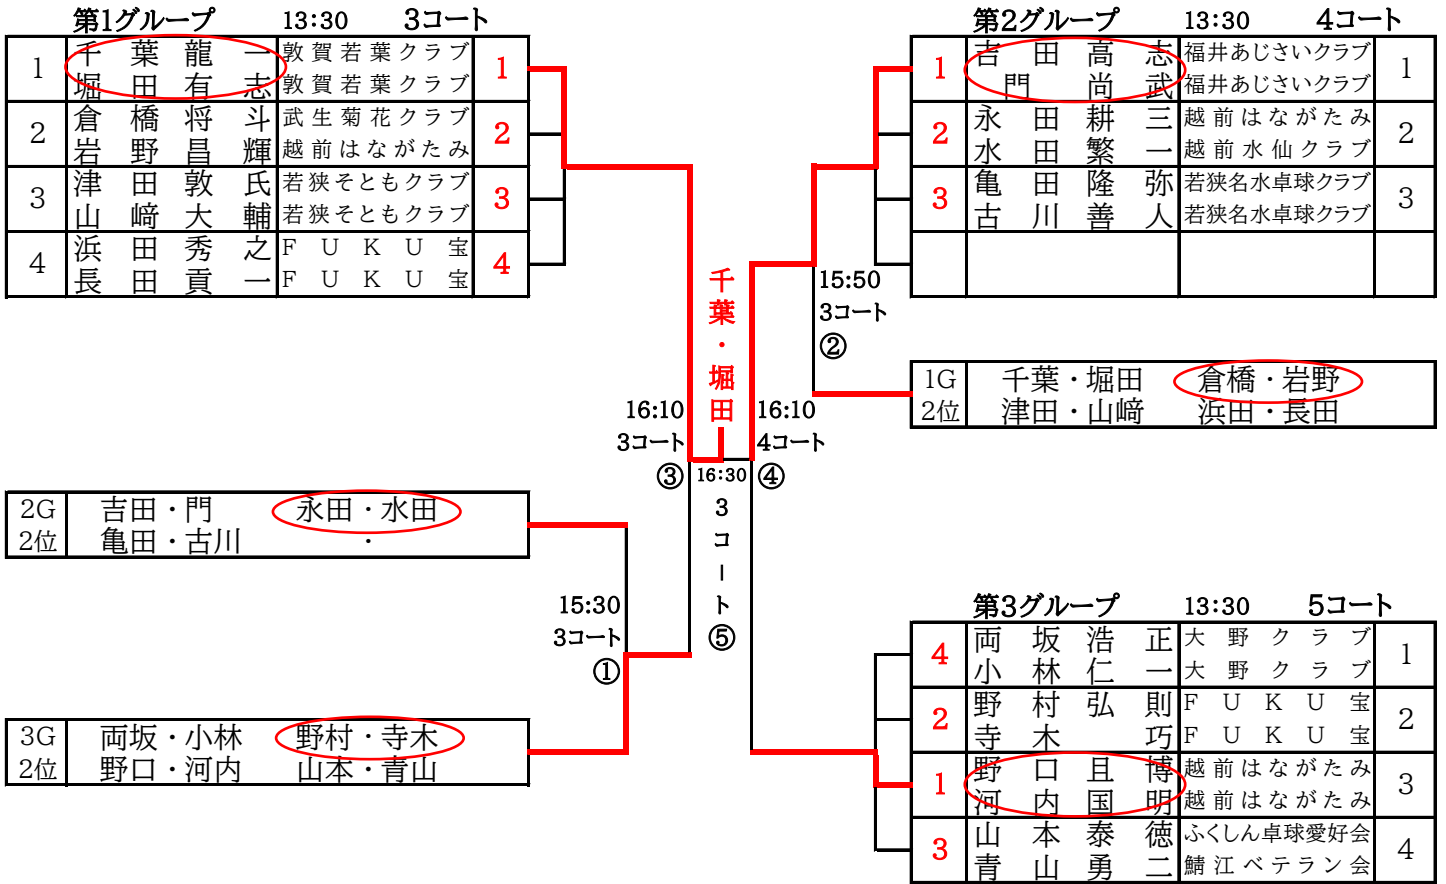 第1グループ 13:30 3コート
1 千葉龍一 敦賀若葉クラブ 1
堀田有志 敦賀若葉クラブ
2 倉橋将斗 武生菊花クラブ 2
岩野昌輝 越前はながたみ
3 津田敦氏 若狭そともクラブ 3
山﨑大輔 若狭そともクラブ
4 浜田秀之 FUKU宝 4
長田貢一 FUKU宝
第2グループ 13:30 4コート
1 吉田高志 福井あじさいクラブ 1
門尚武 福井あじさいクラブ
2 永田耕三 越前はながたみ 2
水田繁一 越前水仙クラブ
3 亀田隆弥 若狭名水卓球クラブ 3
古川善人 若狭名水卓球クラブ
千葉・堀田
15:50
3コート
②
1G 千葉・堀田 倉橋・岩野
2位 津田・山﨑 浜田・長田
16:10
3コート
③
16:10
4コート
④
16:30
3コート
⑤
2G 吉田・門 永田・水田
2位 亀田・古川 ・
15:30
3コート
①
3G 両坂・小林 野村・寺木
2位 野口・河内 山本・青山
第3グループ 13:30 5コート
4 両坂浩正 大野クラブ 1
小林仁一 大野クラブ
2 野村弘則 FUKU宝 2
寺木巧 FUKU宝
1 野口且博 越前はながたみ 3
河内国明 越前はながたみ
3 山本泰徳 ふくしん卓球愛好会 4
青山勇二 鯖江ベテラン会